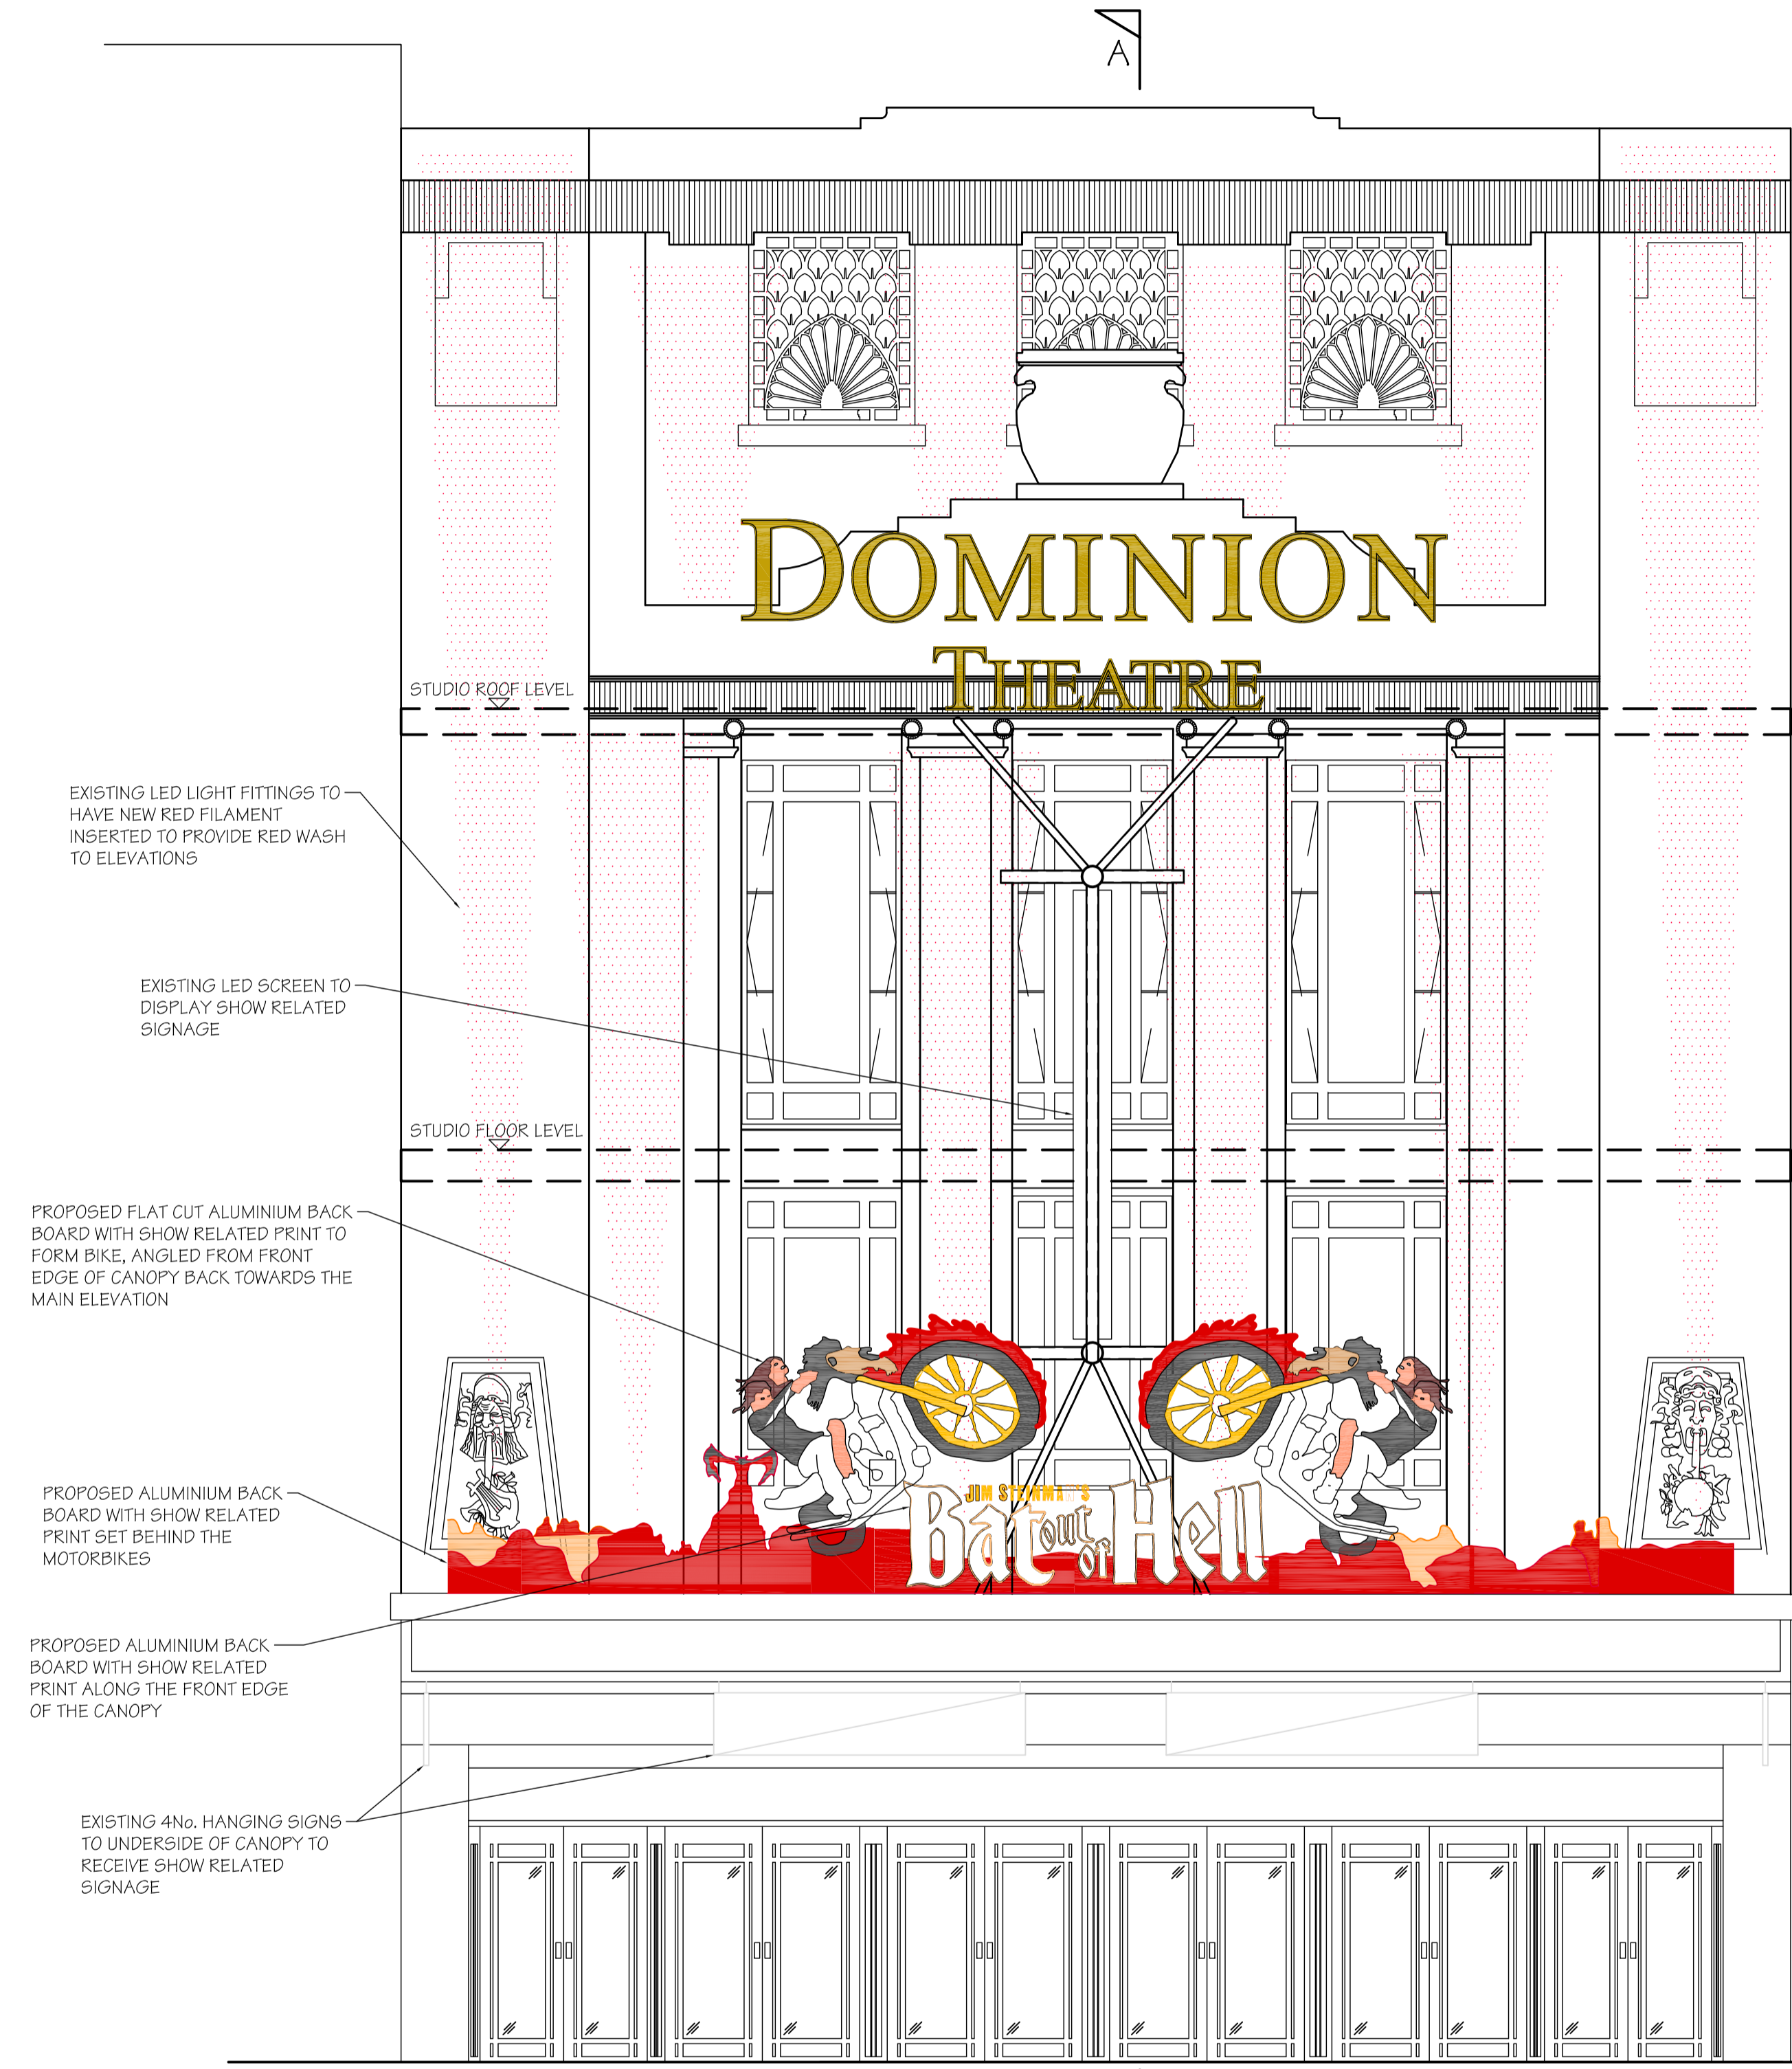 A
DOMINION
THEATRE
STUDIO ROOF LEVEL
EXISTING LED LIGHT FITTINGS TO
HAVE NEW RED FILAMENT
INSERTED TO PROVIDE RED WASH
TO ELEVATIONS
EXISTING LED SCREEN TO
DISPLAY SHOW RELATED
SIGNAGE
STUDIO FLOOR LEVEL
PROPOSED FLAT CUT ALUMINIUM BACK
BOARD WITH SHOW RELATED PRINT TO
FORM BIKE, ANGLED FROM FRONT
EDGE OF CANOPY BACK TOWARDS THE
MAIN ELEVATION
PROPOSED ALUMINIUM BACK
BOARD WITH SHOW RELATED
PRINT SET BEHIND THE
MOTORBIKES
JIM STEINMAN'S
Bat out of Hell
PROPOSED ALUMINIUM BACK
BOARD WITH SHOW RELATED
PRINT ALONG THE FRONT EDGE
OF THE CANOPY
EXISTING 4No. HANGING SIGNS
TO UNDERSIDE OF CANOPY TO
RECEIVE SHOW RELATED
SIGNAGE